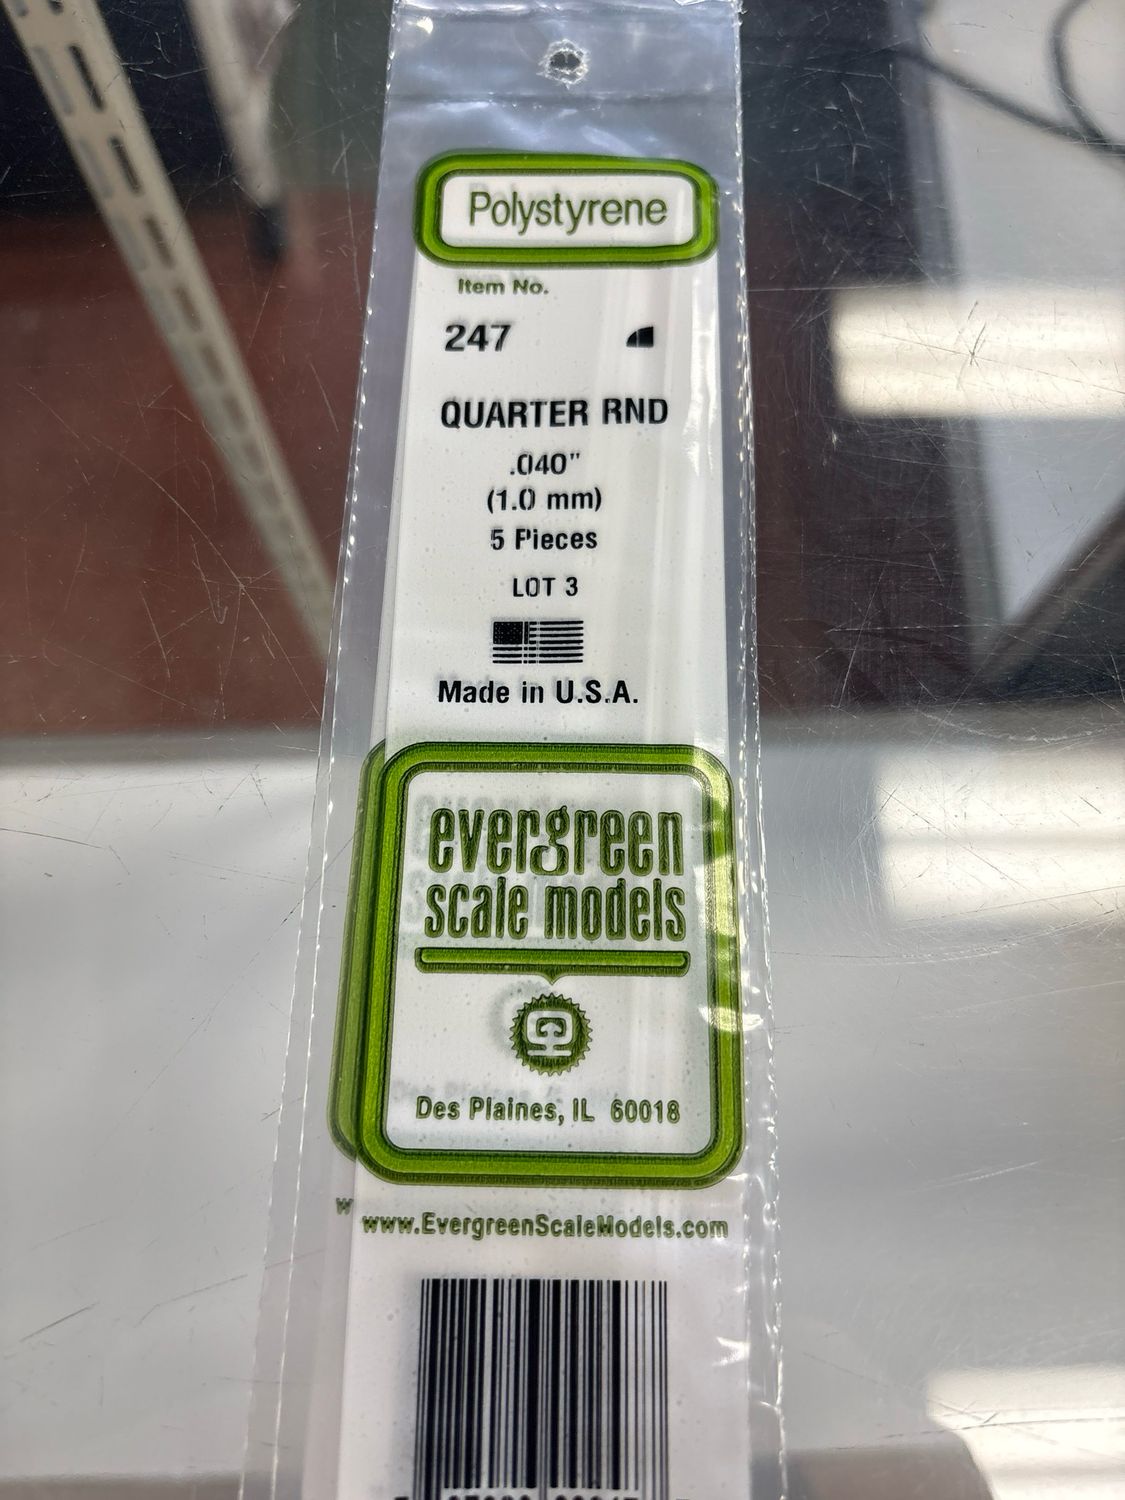 Polystyrene
Item No.
247
QUARTER RND
.040"
(1.0 mm)
5 Pieces
LOT 3
Made in U.S.A.
evergreen
scale models
Des Plaines, IL 60018
www.EvergreenScaleModels.com